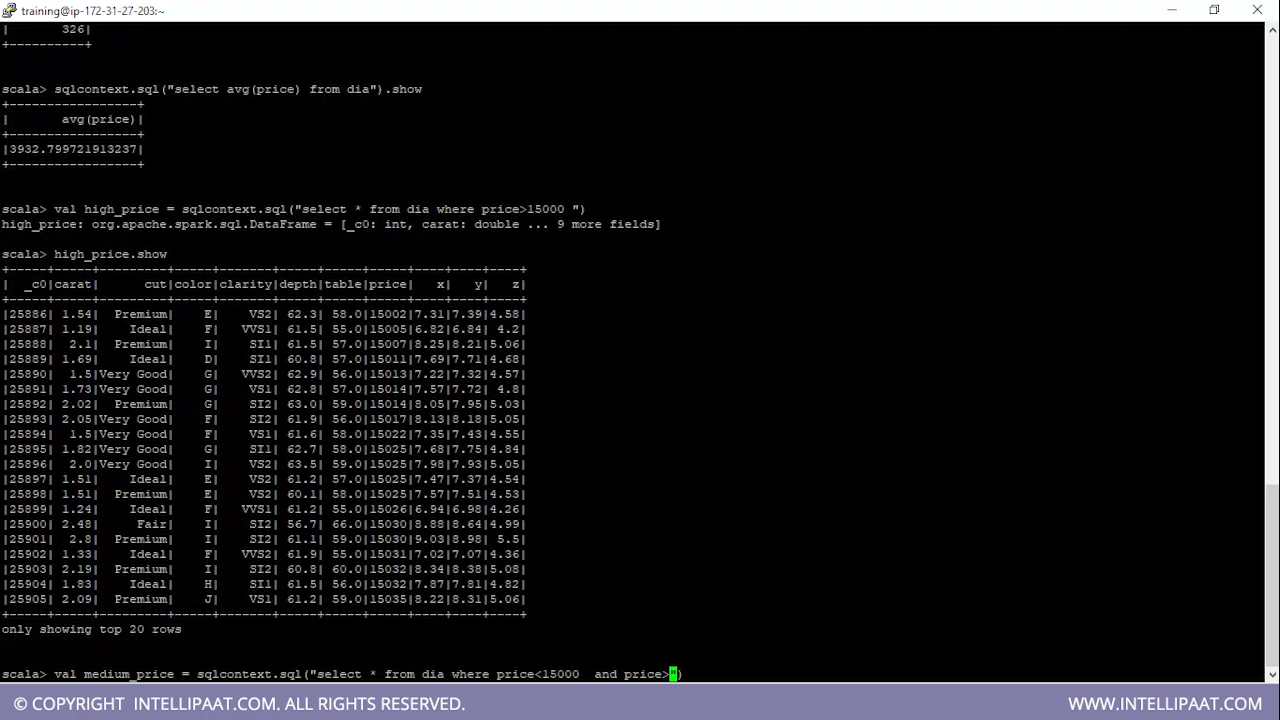 training@ip-172-31-27-203:~
|       326|
+----------+
scala> sqlcontext.sql("select avg(price) from dia").show
+-----------------+
|       avg(price)|
+-----------------+
|3932.799721913237|
+-----------------+
scala> val high_price = sqlcontext.sql("select * from dia where price>15000 ")
high_price: org.apache.spark.sql.DataFrame = [_c0: int, carat: double ... 9 more fields]
scala> high_price.show
+-----+-----+---------+-----+-------+-----+-----+-----+----+----+----+
|  _c0|carat|      cut|color|clarity|depth|table|price|   x|   y|   z|
+-----+-----+---------+-----+-------+-----+-----+-----+----+----+----+
|25886| 1.54|  Premium|    E|    VS2| 62.3| 58.0|15002|7.31|7.39|4.58|
|25887| 1.19|    Ideal|    F|   VVS1| 61.5| 55.0|15005|6.82|6.84| 4.2|
|25888|  2.1|  Premium|    I|    SI1| 61.5| 57.0|15007|8.25|8.21|5.06|
|25889| 1.69|    Ideal|    D|    SI1| 60.8| 57.0|15011|7.69|7.71|4.68|
|25890|  1.5|Very Good|    G|   VVS2| 62.9| 56.0|15013|7.22|7.32|4.57|
|25891| 1.73|Very Good|    G|    VS1| 62.8| 57.0|15014|7.57|7.72| 4.8|
|25892| 2.02|  Premium|    G|    SI2| 63.0| 59.0|15014|8.05|7.95|5.03|
|25893| 2.05|Very Good|    F|    SI2| 61.9| 56.0|15017|8.13|8.18|5.05|
|25894|  1.5|Very Good|    F|    VS1| 61.6| 58.0|15022|7.35|7.43|4.55|
|25895| 1.82|Very Good|    G|    SI1| 62.7| 58.0|15025|7.68|7.75|4.84|
|25896|  2.0|Very Good|    I|    VS2| 63.5| 59.0|15025|7.98|7.93|5.05|
|25897| 1.51|    Ideal|    E|    VS2| 61.2| 57.0|15025|7.47|7.37|4.54|
|25898| 1.51|  Premium|    E|    VS2| 60.1| 58.0|15025|7.57|7.51|4.53|
|25899| 1.24|    Ideal|    F|   VVS1| 61.2| 55.0|15026|6.94|6.98|4.26|
|25900| 2.48|     Fair|    I|    SI2| 56.7| 66.0|15030|8.88|8.64|4.99|
|25901|  2.8|  Premium|    I|    SI2| 61.1| 59.0|15030|9.03|8.98| 5.5|
|25902| 1.33|    Ideal|    F|   VVS2| 61.9| 55.0|15031|7.02|7.07|4.36|
|25903| 2.19|  Premium|    I|    SI2| 60.8| 60.0|15032|8.34|8.38|5.08|
|25904| 1.83|    Ideal|    H|    SI1| 61.5| 56.0|15032|7.87|7.81|4.82|
|25905| 2.09|  Premium|    J|    VS1| 61.2| 59.0|15035|8.22|8.31|5.06|
+-----+-----+---------+-----+-------+-----+-----+-----+----+----+----+
only showing top 20 rows
scala> val medium_price = sqlcontext.sql("select * from dia where price<15000  and price>")
© COPYRIGHT INTELLIPAAT.COM. ALL RIGHTS RESERVED.
WWW.INTELLIPAAT.COM